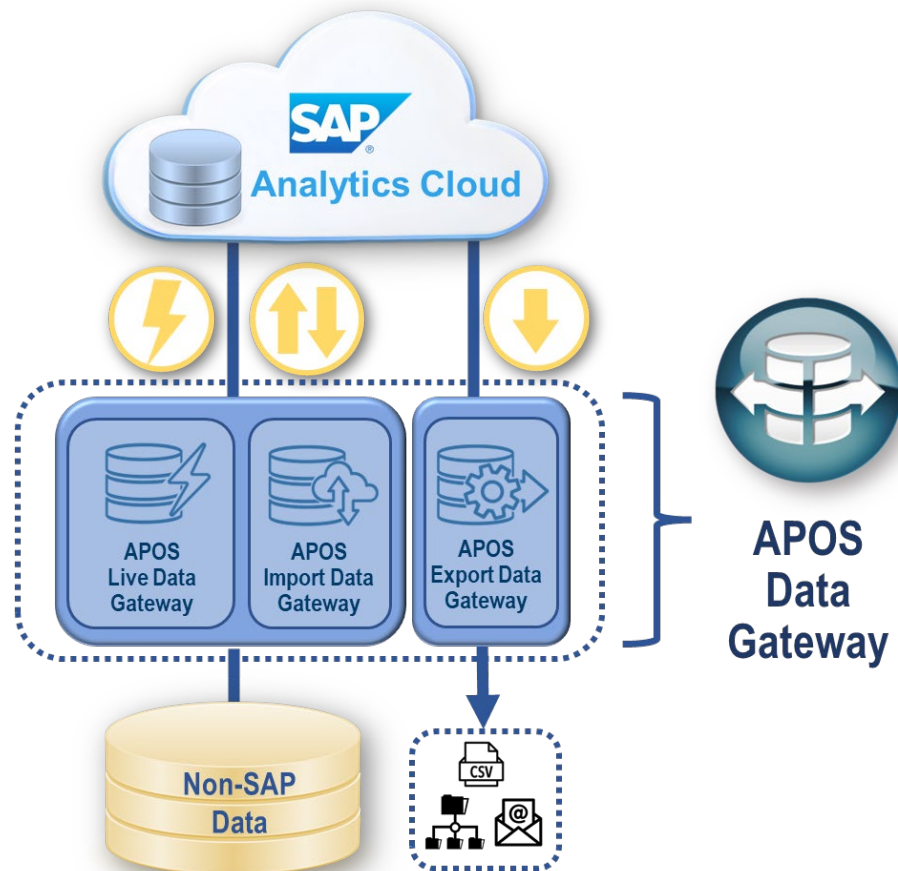 SAP
®
Analytics Cloud
APOS
Live Data
Gateway
APOS
Import Data
Gateway
APOS
Export Data
Gateway
APOS
Data
Gateway
Non-SAP
Data
CSV
@